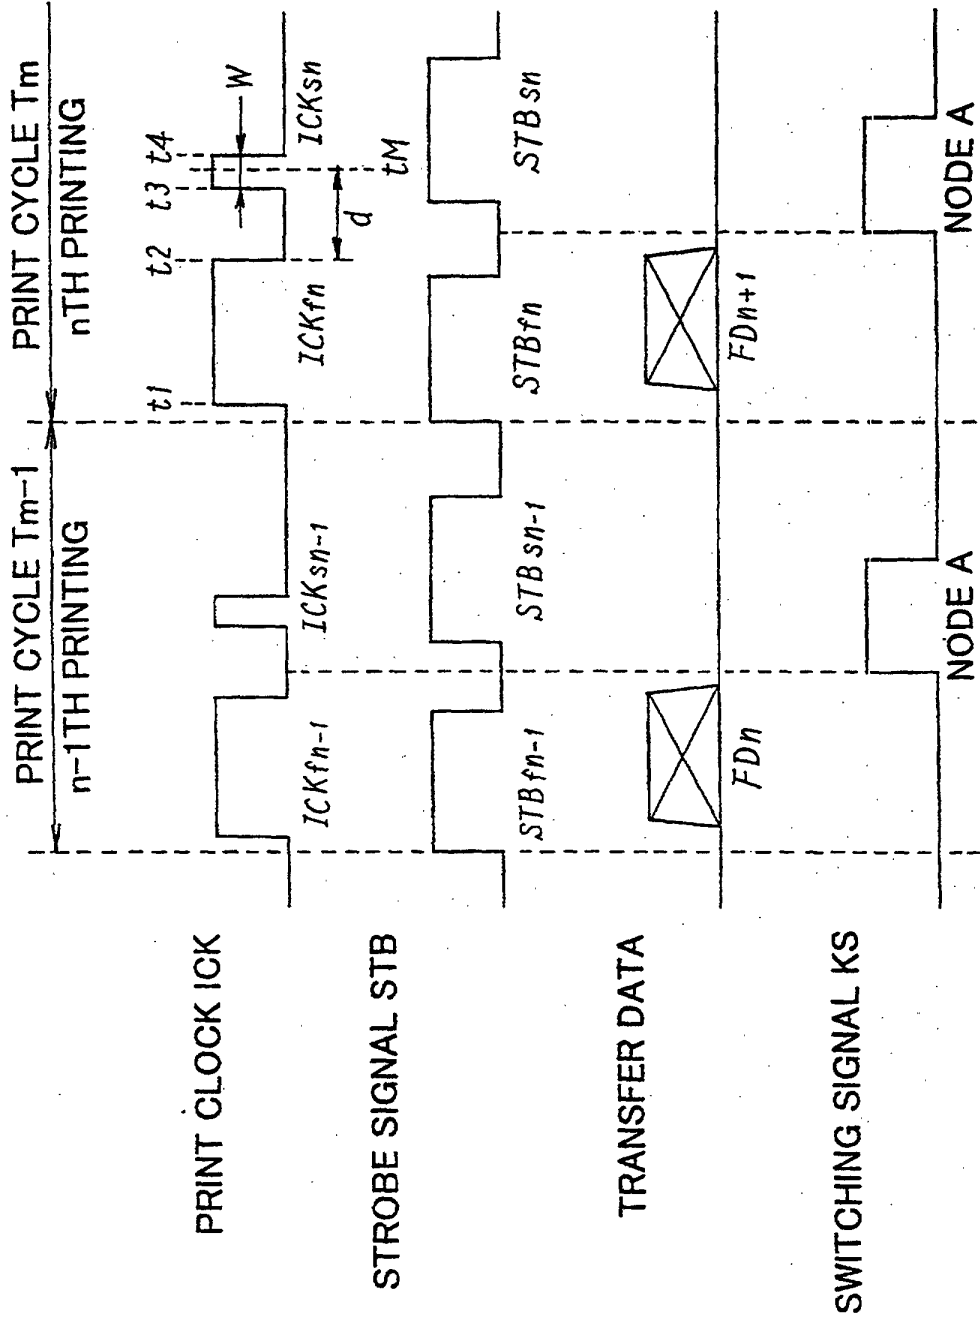 PRINT CYCLE Tm-1
n-1TH PRINTING
PRINT CYCLE Tm
nTH PRINTING
PRINT CLOCK ICK
t1
t2
t3
t4
W
ICKfn-1
ICKsn-1
ICKfn
ICKsn
d
tM
STROBE SIGNAL STB
STBfn-1
STBsn-1
STBfn
STBsn
TRANSFER DATA
FDn
FDn+1
SWITCHING SIGNAL KS
NODE A
NODE A